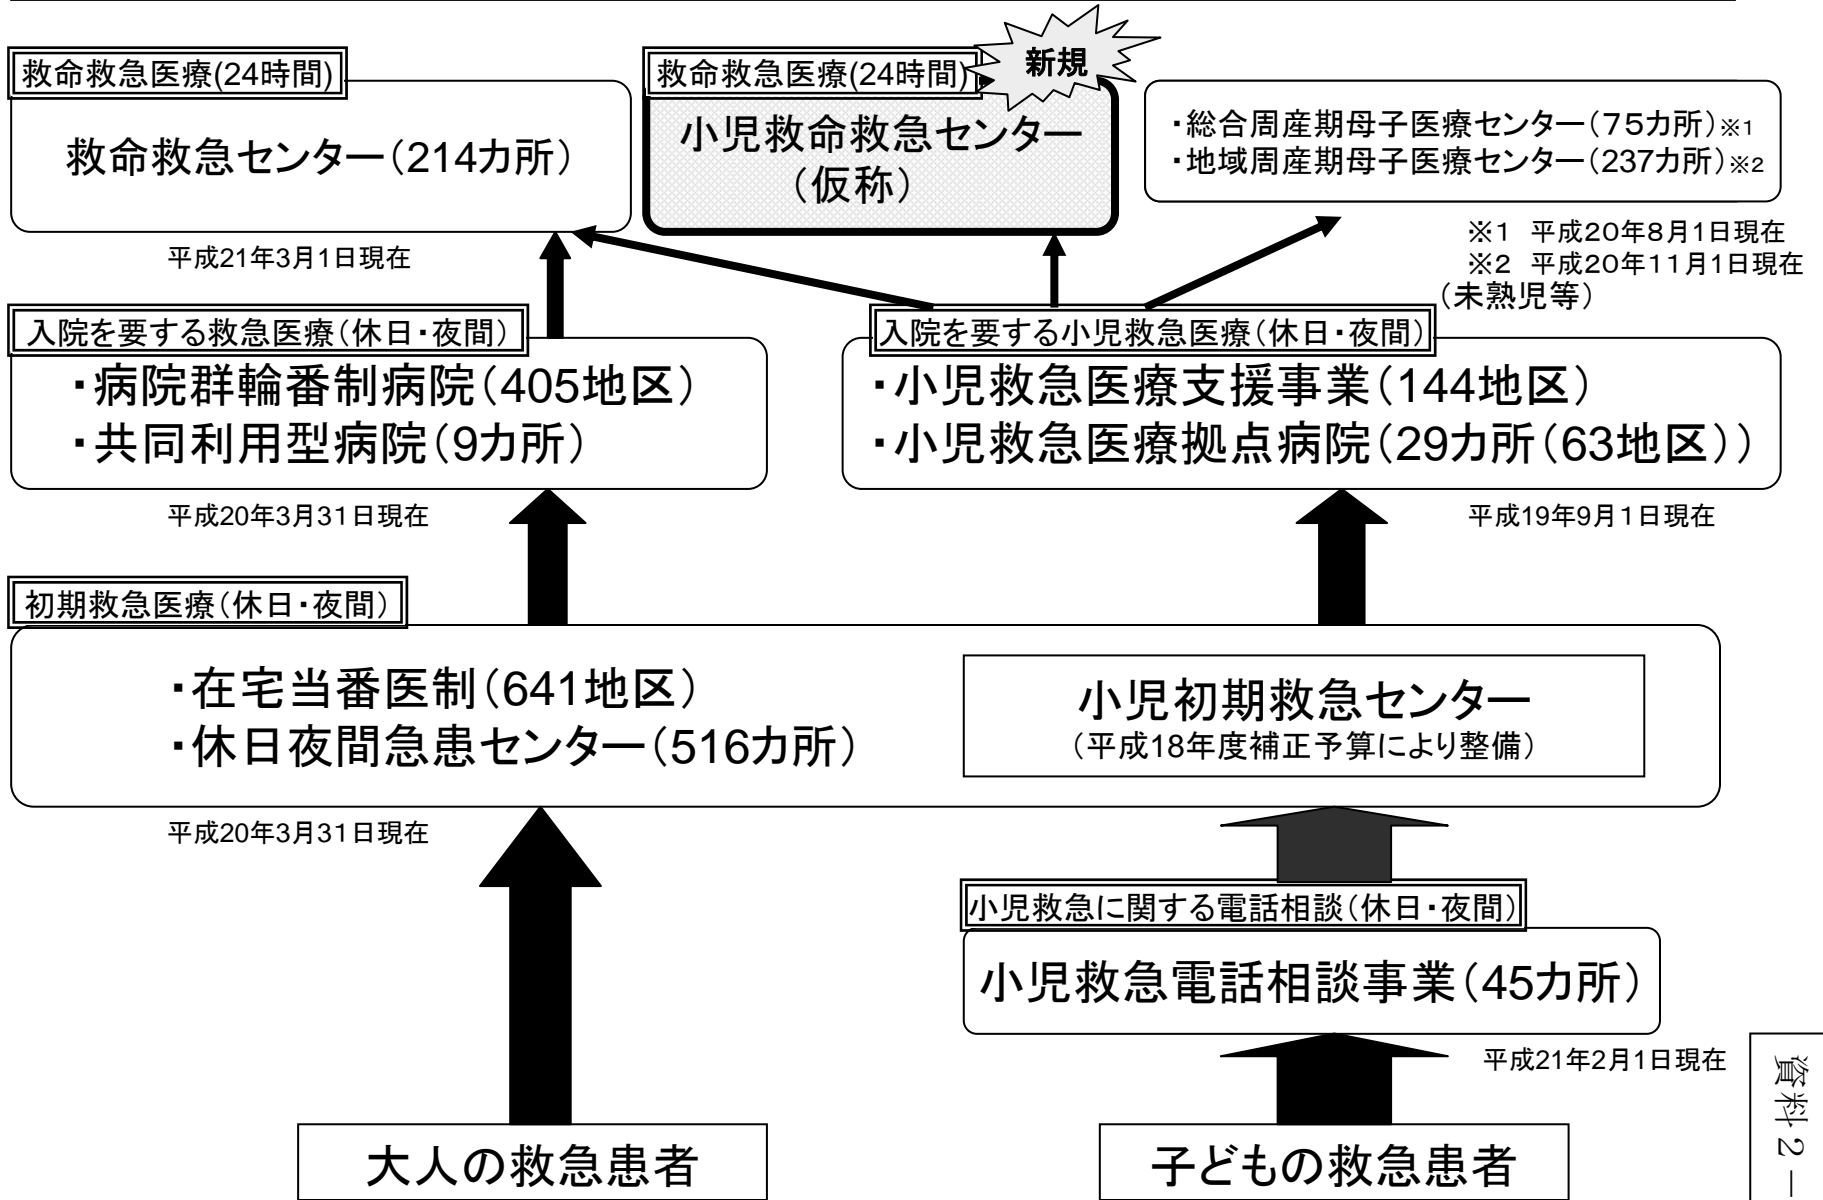 救命救急医療(24時間)
救命救急センター(214カ所)
平成21年3月1日現在
新規
救命救急医療(24時間)
小児救命救急センター
(仮称)
・総合周産期母子医療センター(75カ所)※1
・地域周産期母子医療センター(237カ所)※2
※1 平成20年8月1日現在
※2 平成20年11月1日現在
(未熟児等)
入院を要する救急医療(休日・夜間)
・病院群輪番制病院(405地区)
・共同利用型病院(9カ所)
平成20年3月31日現在
入院を要する小児救急医療(休日・夜間)
・小児救急医療支援事業(144地区)
・小児救急医療拠点病院(29カ所(63地区))
平成19年9月1日現在
初期救急医療(休日・夜間)
・在宅当番医制(641地区)
・休日夜間急患センター(516カ所)
平成20年3月31日現在
小児初期救急センター
(平成18年度補正予算により整備)
小児救急に関する電話相談(休日・夜間)
小児救急電話相談事業(45カ所)
平成21年2月1日現在
大人の救急患者
子どもの救急患者
資料2－